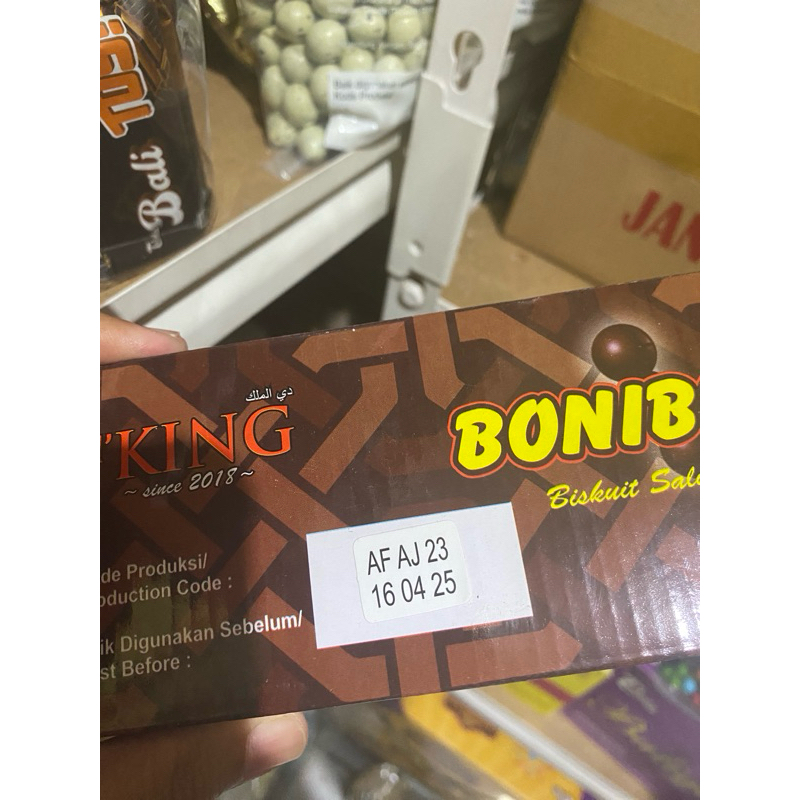 Bali
JAN
دي الملك
KING
~ since 2018 ~
BONIB
Biskuit Sal
de Produksi/
oduction Code :
AF AJ 23
16 04 25
ik Digunakan Sebelum/
st Before :